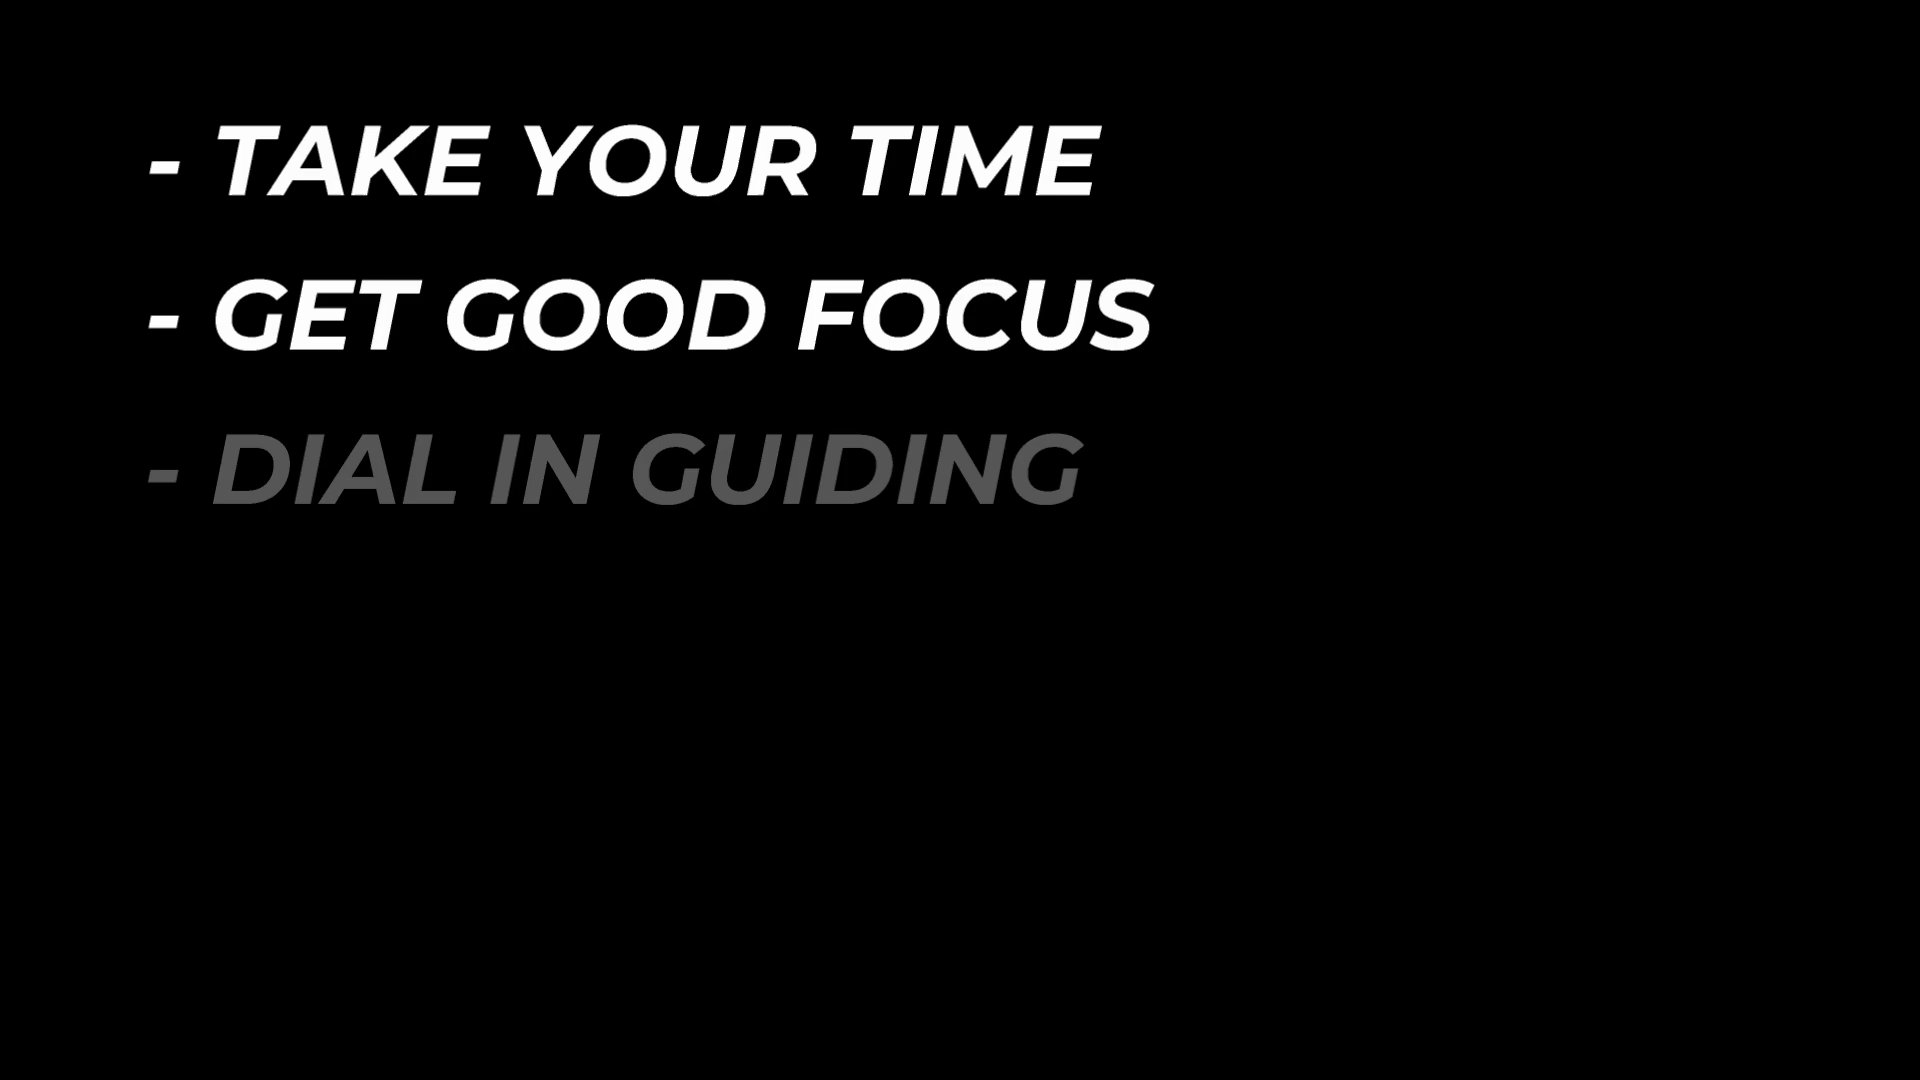 - TAKE YOUR TIME
- GET GOOD FOCUS
- DIAL IN GUIDING